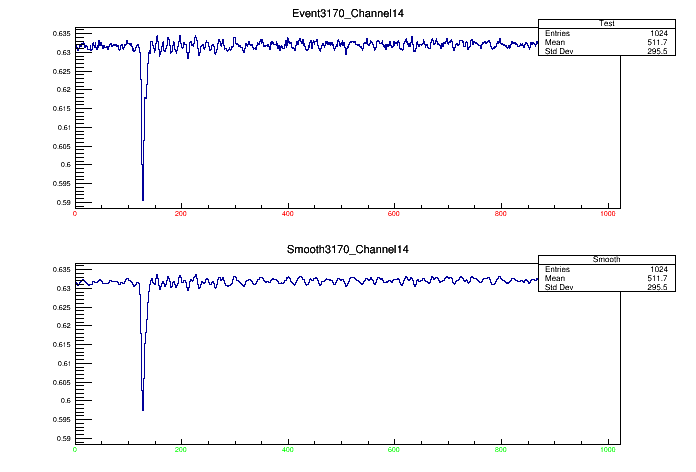 Event3170_Channel14
Test
Entries 1024
Mean 511.7
Std Dev 295.5
0.635
0.63
0.625
0.62
0.615
0.61
0.605
0.6
0.595
0.59
0 200 400 600 800 1000
Smooth3170_Channel14
Smooth
Entries 1024
Mean 511.7
Std Dev 295.5
0.635
0.63
0.625
0.62
0.615
0.61
0.605
0.6
0.595
0.59
0 200 400 600 800 1000